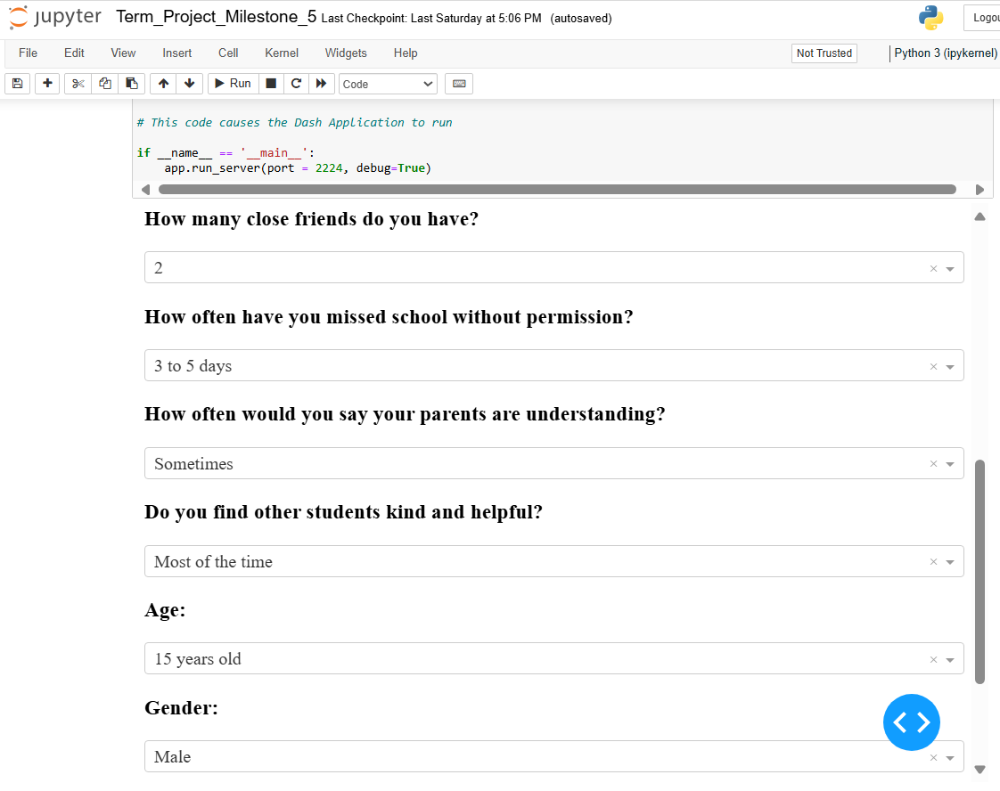 jupyter Term_Project_Milestone_5 Last Checkpoint: Last Saturday at 5:06 PM (autosaved)
File Edit View Insert Cell Kernel Widgets Help Not Trusted Python 3 (ipykernel)
Run Code
# This code causes the Dash Application to run
if __name__ == '__main__':
app.run_server(port = 2224, debug=True)
How many close friends do you have?
2
How often have you missed school without permission?
3 to 5 days
How often would you say your parents are understanding?
Sometimes
Do you find other students kind and helpful?
Most of the time
Age:
15 years old
Gender:
Male